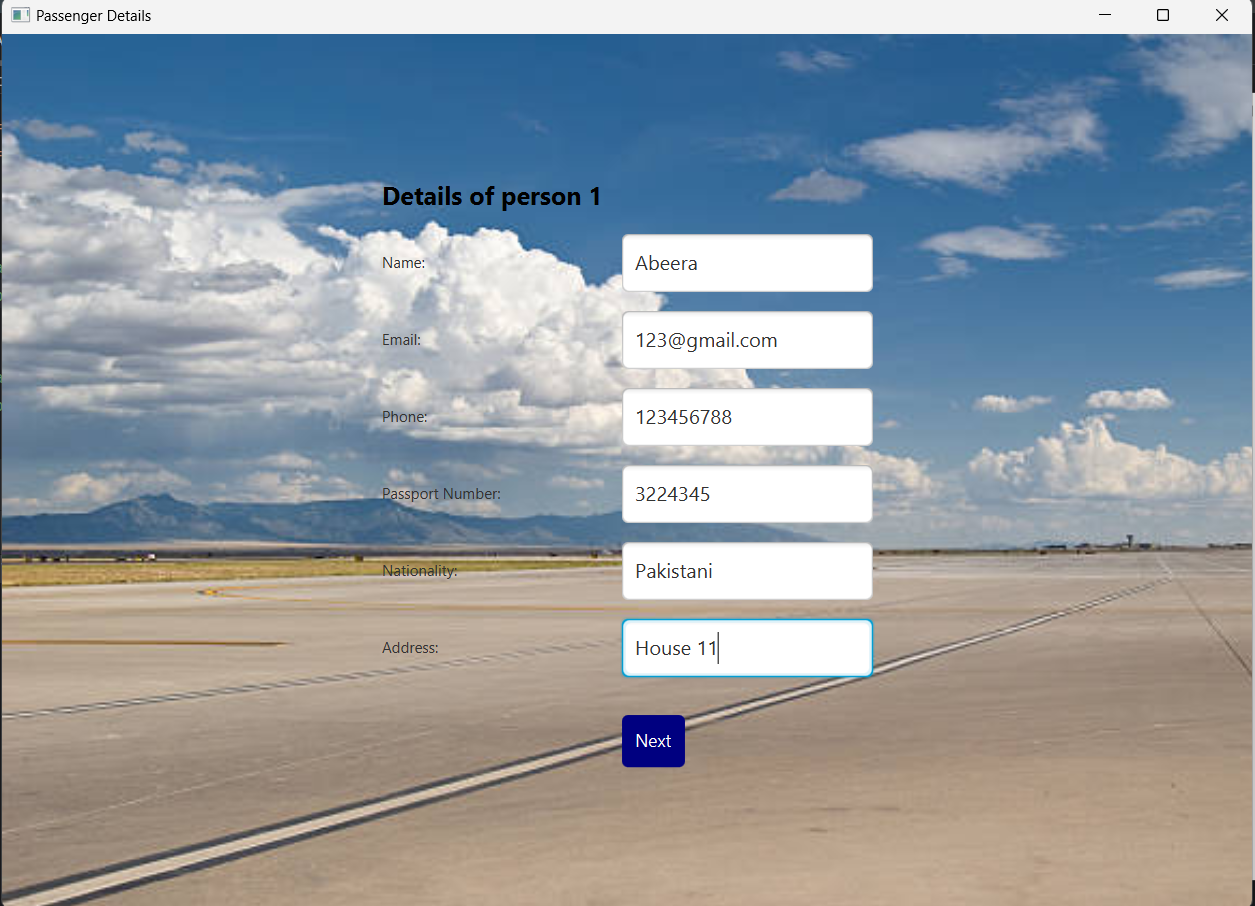 Passenger Details
Details of person 1
Name: Abeera
Email: 123@gmail.com
Phone: 123456788
Passport Number: 3224345
Nationality: Pakistani
Address: House 11
Next